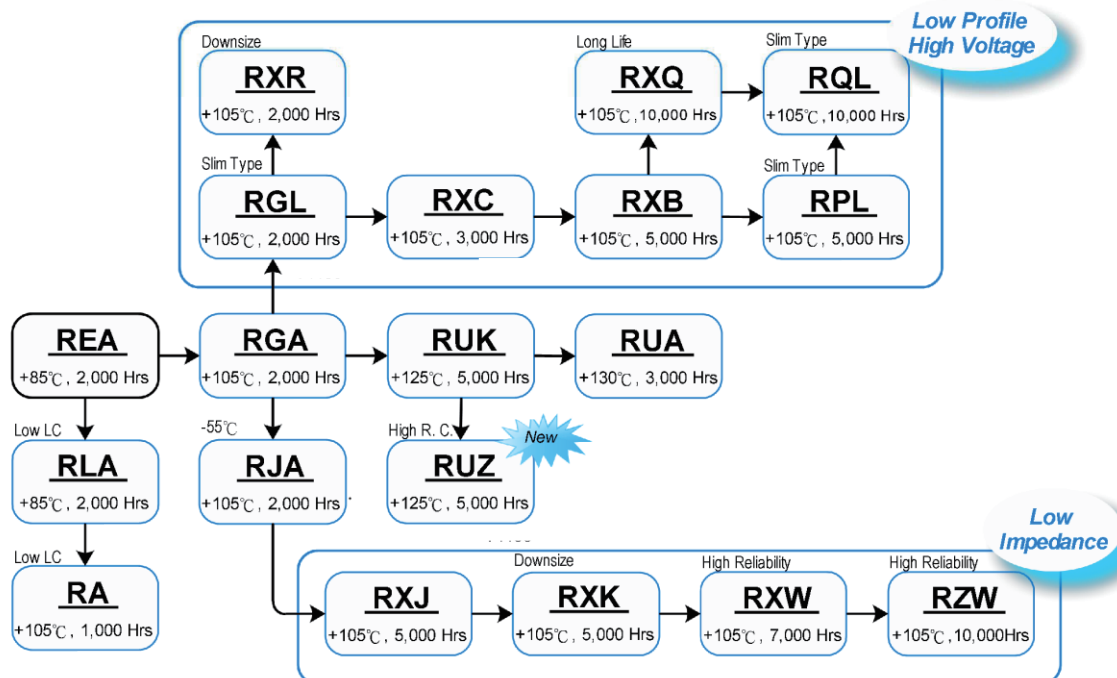 Low Profile
High Voltage
Downsize
RXR
+105℃, 2,000 Hrs
Long Life
RXQ
+105℃,10,000 Hrs
Slim Type
RQL
+105℃,10,000 Hrs
Slim Type
RGL
+105℃, 2,000 Hrs
RXC
+105℃, 3,000 Hrs
RXB
+105℃, 5,000 Hrs
Slim Type
RPL
+105℃, 5,000 Hrs
REA
+85℃, 2,000 Hrs
RGA
+105℃, 2,000 Hrs
RUK
+125℃, 5,000 Hrs
RUA
+130℃, 3,000 Hrs
Low LC
RLA
+85℃, 2,000 Hrs
-55℃
RJA
+105℃, 2,000 Hrs
High R. C.
RUZ
+125℃, 5,000 Hrs
New
Low
Impedance
Low LC
RA
+105℃, 1,000 Hrs
RXJ
+105℃, 5,000 Hrs
Downsize
RXK
+105℃, 5,000 Hrs
High Reliability
RXW
+105℃, 7,000 Hrs
High Reliability
RZW
+105℃, 10,000Hrs